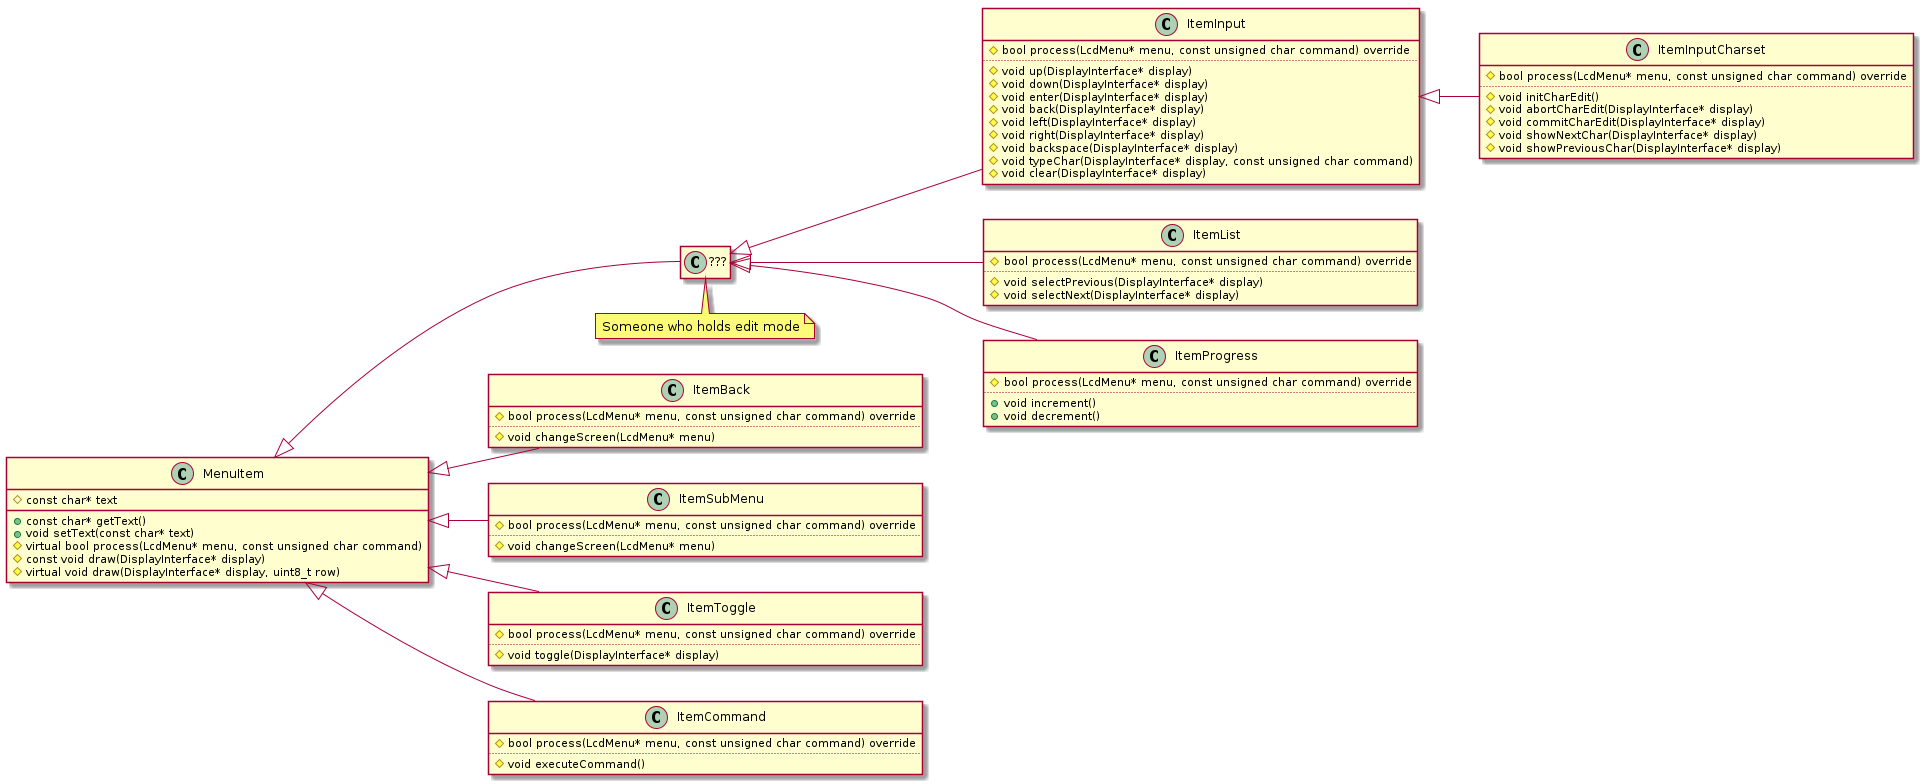 C ItemInput
bool process(LcdMenu* menu, const unsigned char command) override
void up(DisplayInterface* display)
void down(DisplayInterface* display)
void enter(DisplayInterface* display)
void back(DisplayInterface* display)
void left(DisplayInterface* display)
void right(DisplayInterface* display)
void backspace(DisplayInterface* display)
void typeChar(DisplayInterface* display, const unsigned char command)
void clear(DisplayInterface* display)
C ItemInputCharset
bool process(LcdMenu* menu, const unsigned char command) override
void initCharEdit()
void abortCharEdit(DisplayInterface* display)
void commitCharEdit(DisplayInterface* display)
void showNextChar(DisplayInterface* display)
void showPreviousChar(DisplayInterface* display)
C ???
Someone who holds edit mode
C ItemList
bool process(LcdMenu* menu, const unsigned char command) override
void selectPrevious(DisplayInterface* display)
void selectNext(DisplayInterface* display)
C ItemProgress
bool process(LcdMenu* menu, const unsigned char command) override
void increment()
void decrement()
C ItemBack
bool process(LcdMenu* menu, const unsigned char command) override
void changeScreen(LcdMenu* menu)
C MenuItem
const char* text
const char* getText()
void setText(const char* text)
virtual bool process(LcdMenu* menu, const unsigned char command)
const void draw(DisplayInterface* display)
virtual void draw(DisplayInterface* display, uint8_t row)
C ItemSubMenu
bool process(LcdMenu* menu, const unsigned char command) override
void changeScreen(LcdMenu* menu)
C ItemToggle
bool process(LcdMenu* menu, const unsigned char command) override
void toggle(DisplayInterface* display)
C ItemCommand
bool process(LcdMenu* menu, const unsigned char command) override
void executeCommand()